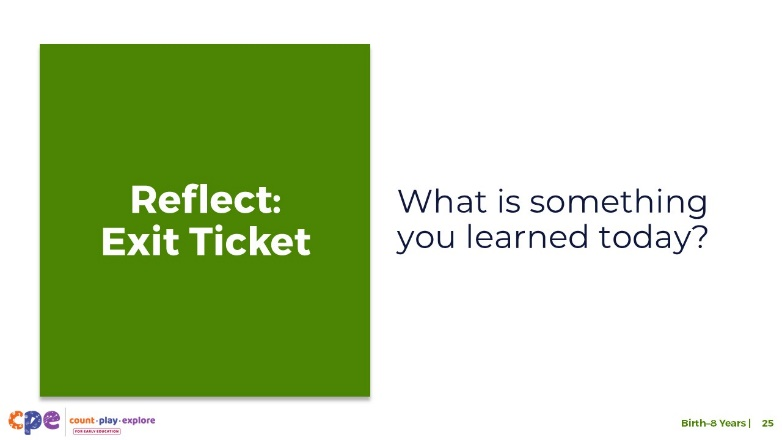 Reflect:
Exit Ticket
What is something
you learned today?
cpe
count·play·explore
FOR EARLY EDUCATION
Birth–8 Years | 25